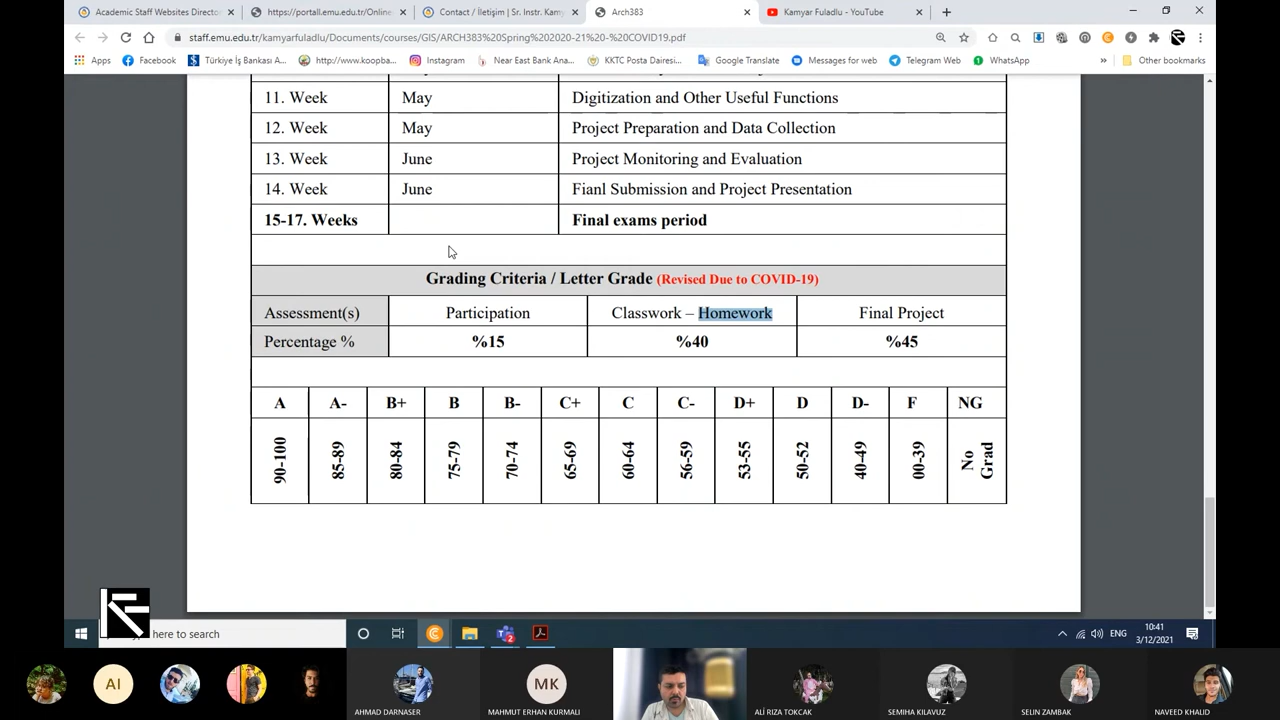 Academic Staff Websites Director
https://portall.emu.edu.tr/Online
Contact / İletişim | Sr. Instr. Kamy
Arch383
Kamyar Fuladlu - YouTube
staff.emu.edu.tr/kamyarfuladlu/Documents/courses/GIS/ARCH383%20Spring%202020-21%20-%20COVID19.pdf
Apps
Facebook
Türkiye İş Bankası A...
http://www.koopba...
Instagram
Near East Bank Ana...
KKTC Posta Dairesi...
Google Translate
Messages for web
Telegram Web
WhatsApp
Other bookmarks
11. Week May Digitization and Other Useful Functions
12. Week May Project Preparation and Data Collection
13. Week June Project Monitoring and Evaluation
14. Week June Fianl Submission and Project Presentation
15-17. Weeks Final exams period
Grading Criteria / Letter Grade (Revised Due to COVID-19)
Assessment(s) Participation Classwork – Homework Final Project
Percentage % %15 %40 %45
A A- B+ B B- C+ C C- D+ D D- F NG
90-100 85-89 80-84 75-79 70-74 65-69 60-64 56-59 53-55 50-52 40-49 00-39 No Grad
here to search
ENG
10:41
3/12/2021
AI
MK
AHMAD DARNASER
MAHMUT ERHAN KURMALI
ALİ RIZA TOKCAK
SEMIHA KILAVUZ
SELIN ZAMBAK
NAVEED KHALID